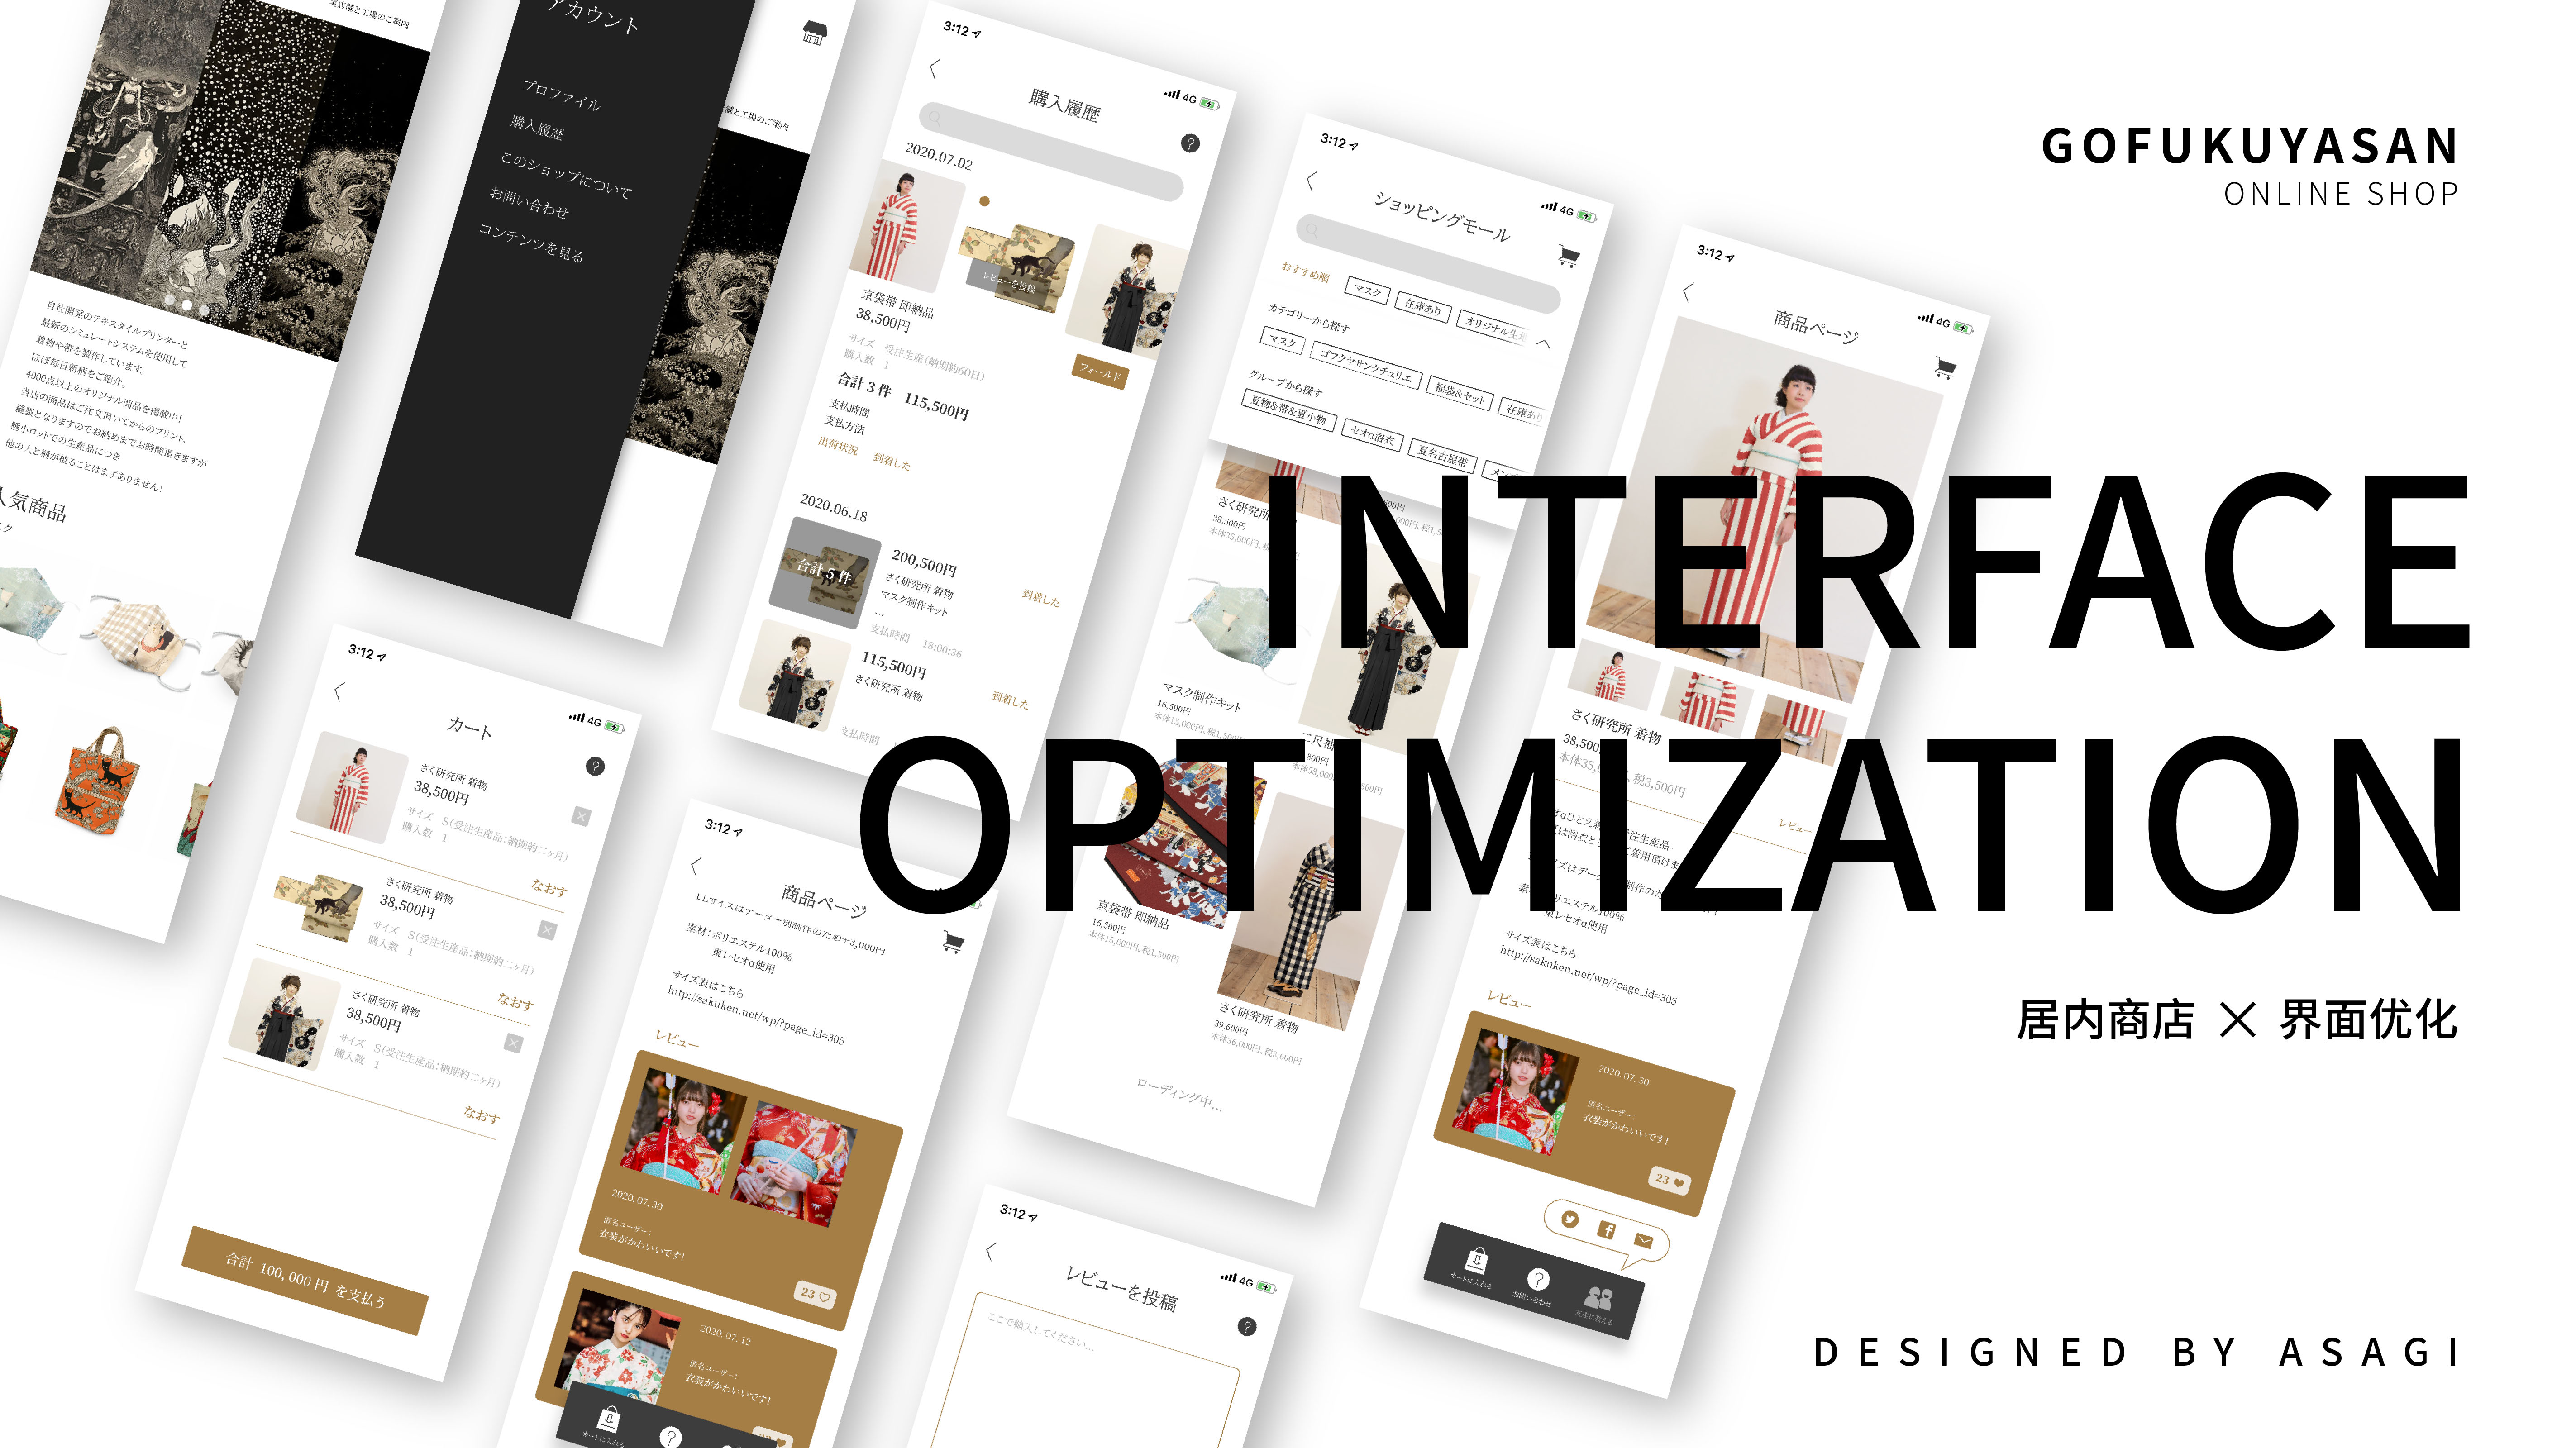 実店舗と工場のご案内
自社開発のテキスタイルプリンターと
最新のシミュレートシステムを使用して
着物や帯を製作しています。
ほぼ毎日新柄をご紹介。
4000点以上のオリジナル商品を掲載中！
当店の商品はご注文頂いてからのプリント、
縫製となりますのでお納めまでお時間頂きますが
極小ロットでの生産品につき
他の人と柄が被ることはまずありません！
人気商品
アカウント
プロファイル
購入履歴
このショップについて
お問い合わせ
コンテンツを見る
舗と工場のご案内
3:12
4G
購入履歴
2020.07.02
レビューを投稿
京袋帯 即納品
38,500円
サイズ 受注生産（納期約60日）
購入数 1
フォールド
合計 3 件 115,500円
支払時間
支払方法
出荷状況 到着した
2020.06.18
合計 5 件
200,500円
さく研究所 着物
マスク制作キット
...
到着した
支払時間 18:00:36
115,500円
さく研究所 着物
到着した
支払時間
3:12
4G
ショッピングモール
おすすめ順 マスク 在庫あり オリジナル生
カテゴリーから探す
マスク ゴフクヤサンクチュリエ 福袋&セット 在庫あり
グループから探す
夏物&帯&夏小物 セオα浴衣 夏名古屋帯
さく研究所
38,500円
本体35,000円,
マスク制作キット
16,500円
本体15,000円,税1,500円
二尺袖
京袋帯 即納品
16,500円
本体15,000円,税1,500円
さく研究所 着物
39,600円
本体36,000円,税3,600円
ローディング中...
3:12
4G
商品ページ
さく研究所 着物
38,500
本体35, 税3,500円
レビュー
東レセオα使用
サイズ表はこちら
http://sakuken.net/wp/?page_id=305
レビュー
2020.07.30
匿名ユーザー：
衣装がかわいいです！
23
カートに入れる
お問い合わせ
友達に教える
3:12
4G
カート
さく研究所 着物
38,500円
サイズ S（受注生産品；納期約二ヶ月）
購入数 1
なおす
さく研究所 着物
38,500円
サイズ S（受注生産品；納期約二ヶ月）
購入数 1
なおす
さく研究所 着物
38,500円
サイズ S（受注生産品；納期約二ヶ月）
購入数 1
なおす
合計 100,000 円 を支払う
3:12
商品ページ
素材：ポリエステル100%
東レセオα使用
サイズ表はこちら
http://sakuken.net/wp/?page_id=305
レビュー
2020.07.30
匿名ユーザー：
衣装がかわいいです！
23
2020.07.12
匿名ユーザー：
衣装がかわいいです！
カートに入れる
3:12
4G
レビューを投稿
ここで輸入してください...
GOFUKUYASAN
ONLINE SHOP
INTERFACE
OPTIMIZATION
居内商店 × 界面优化
DESIGNED BY ASAGI